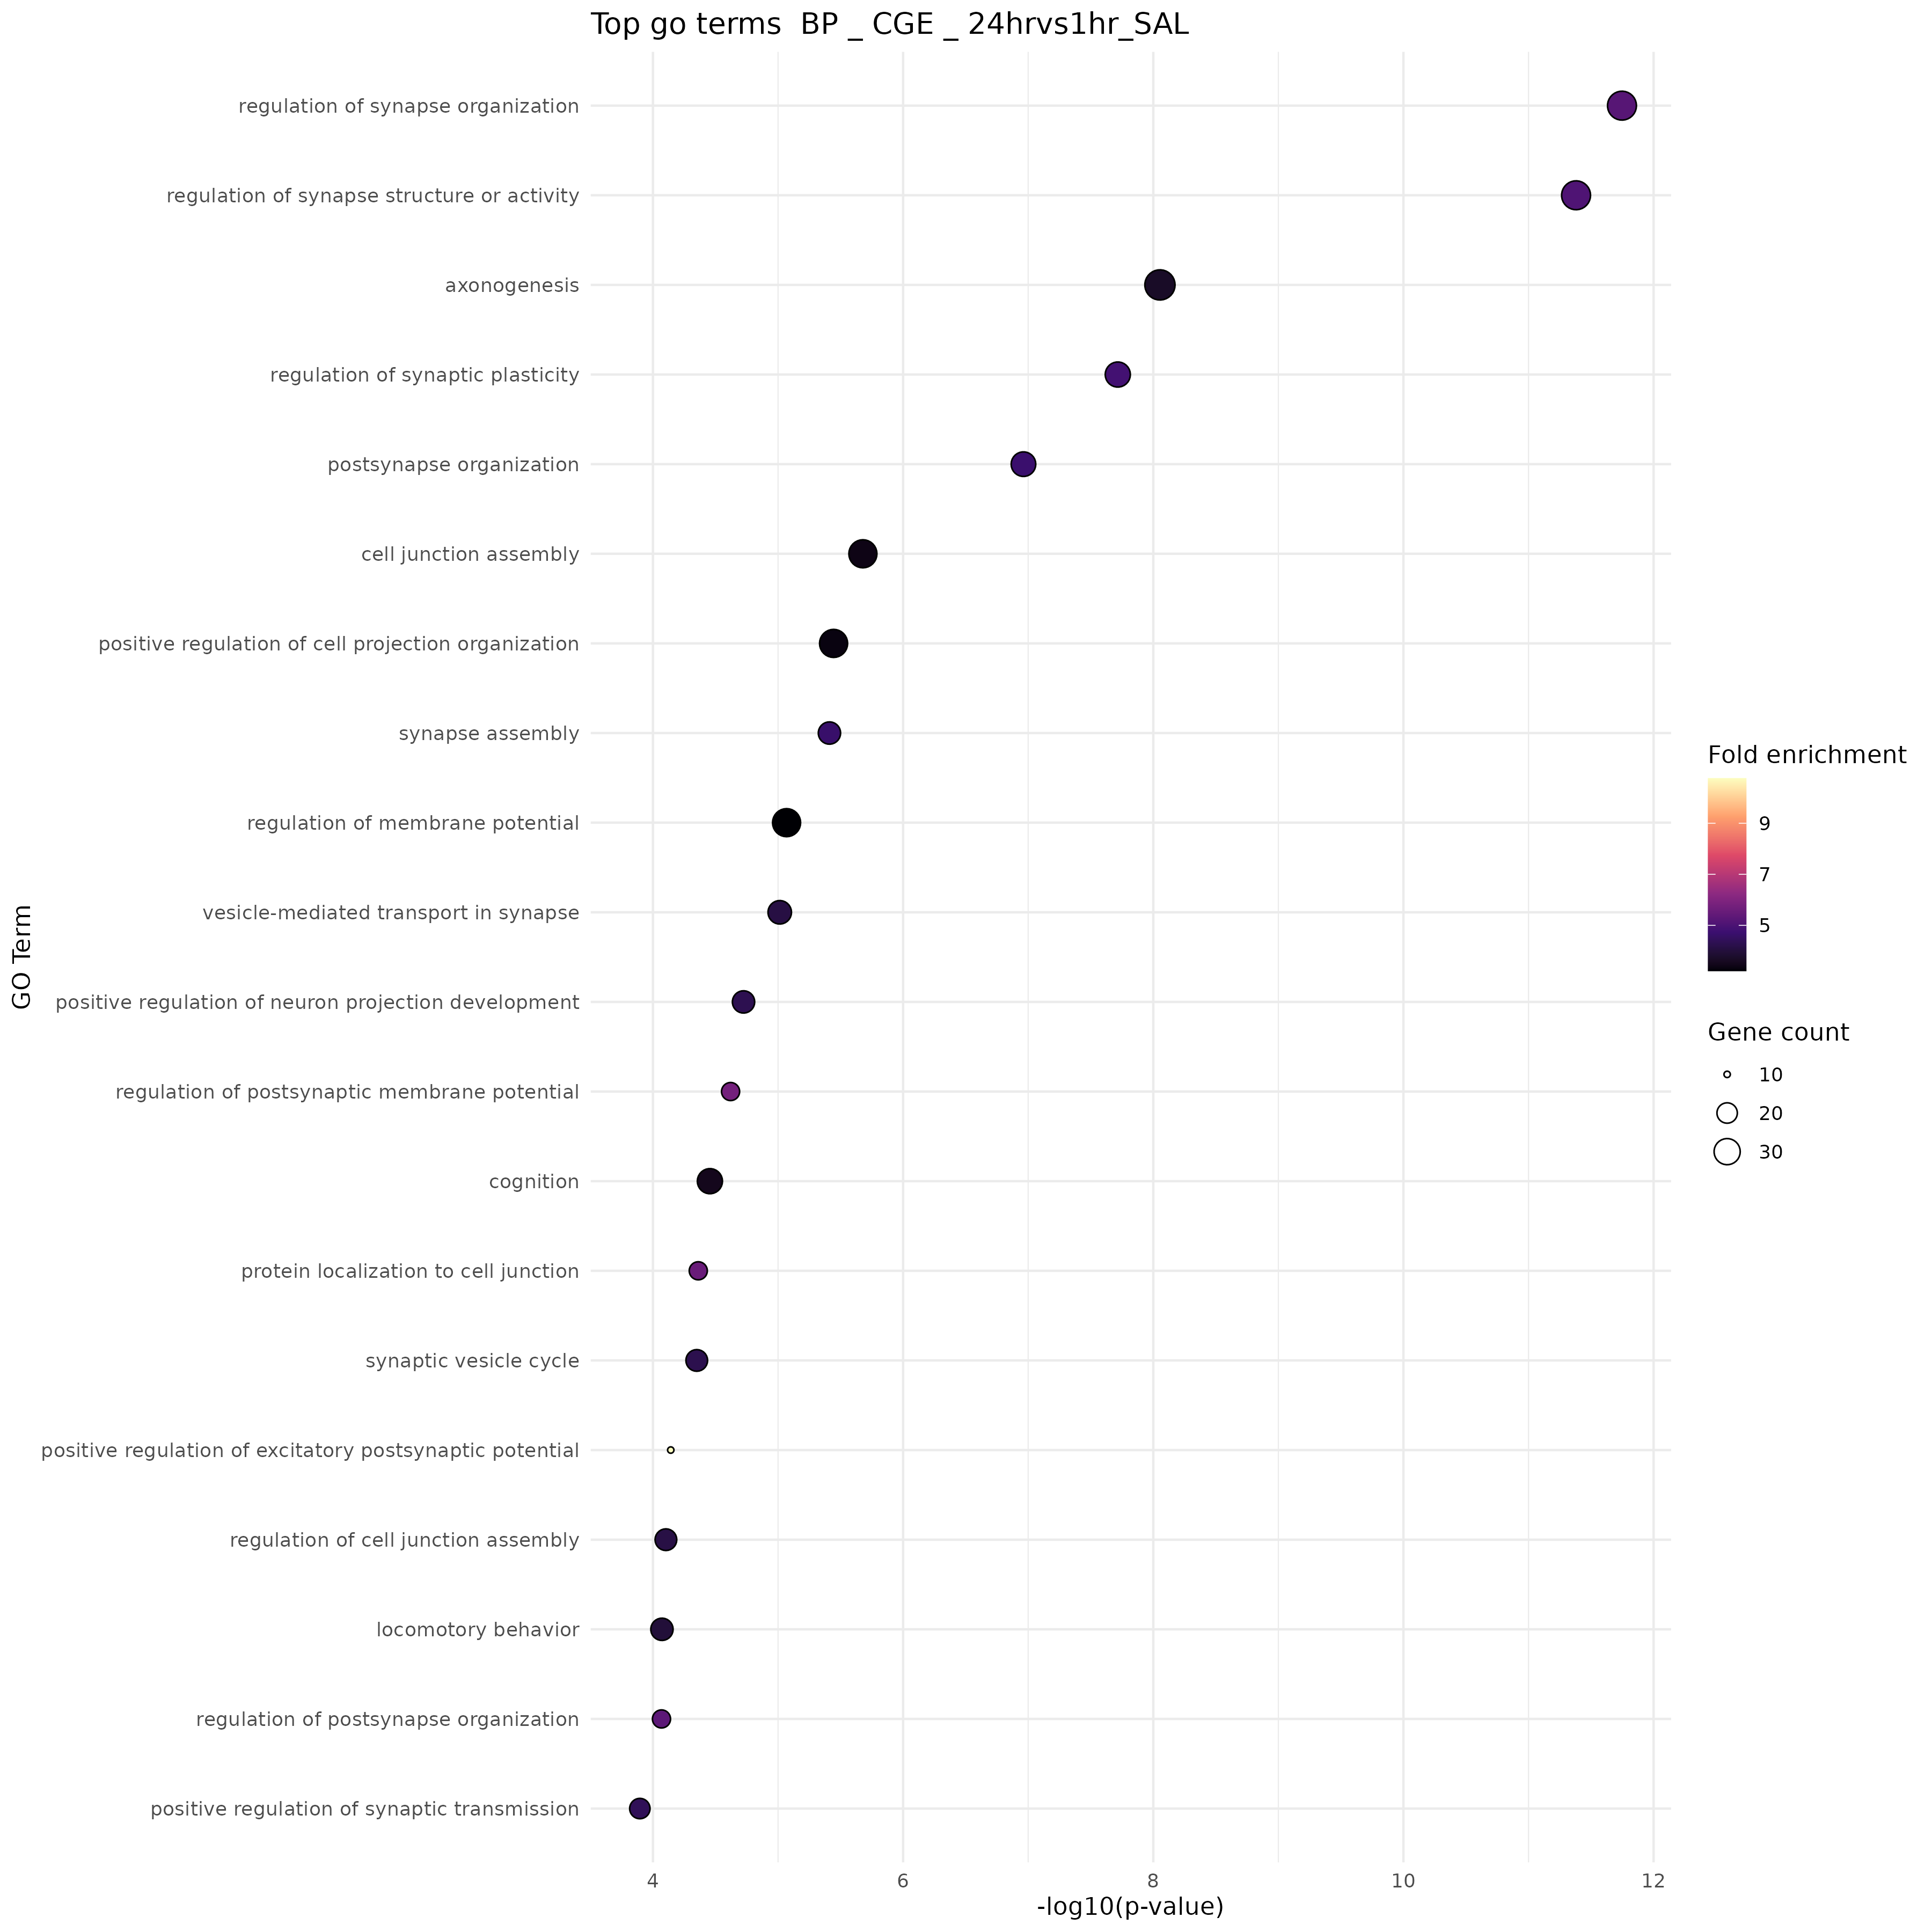 Top go terms  BP _ CGE _ 24hrvs1hr_SAL
regulation of synapse organization
regulation of synapse structure or activity
axonogenesis
regulation of synaptic plasticity
postsynapse organization
cell junction assembly
positive regulation of cell projection organization
synapse assembly
regulation of membrane potential
vesicle-mediated transport in synapse
positive regulation of neuron projection development
regulation of postsynaptic membrane potential
cognition
protein localization to cell junction
synaptic vesicle cycle
positive regulation of excitatory postsynaptic potential
regulation of cell junction assembly
locomotory behavior
regulation of postsynapse organization
positive regulation of synaptic transmission
GO Term
4 6 8 10 12
-log10(p-value)
Fold enrichment
9
7
5
Gene count
10
20
30